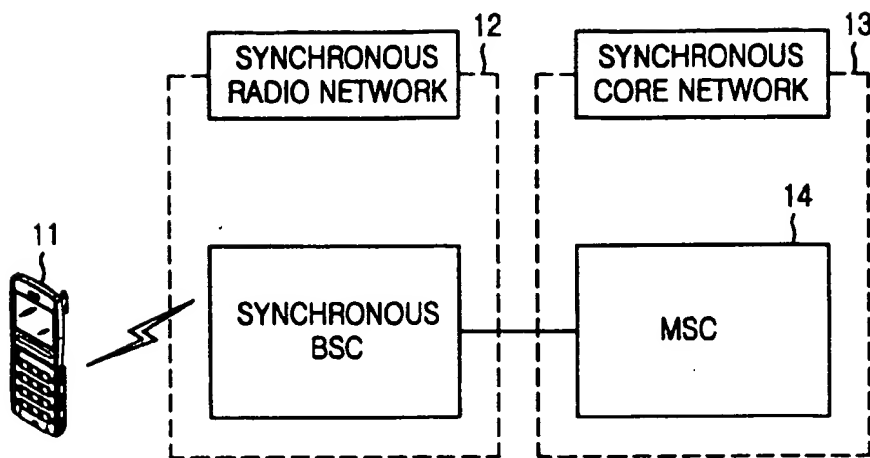 12
13
SYNCHRONOUS
RADIO NETWORK
SYNCHRONOUS
CORE NETWORK
11
14
SYNCHRONOUS
BSC
MSC